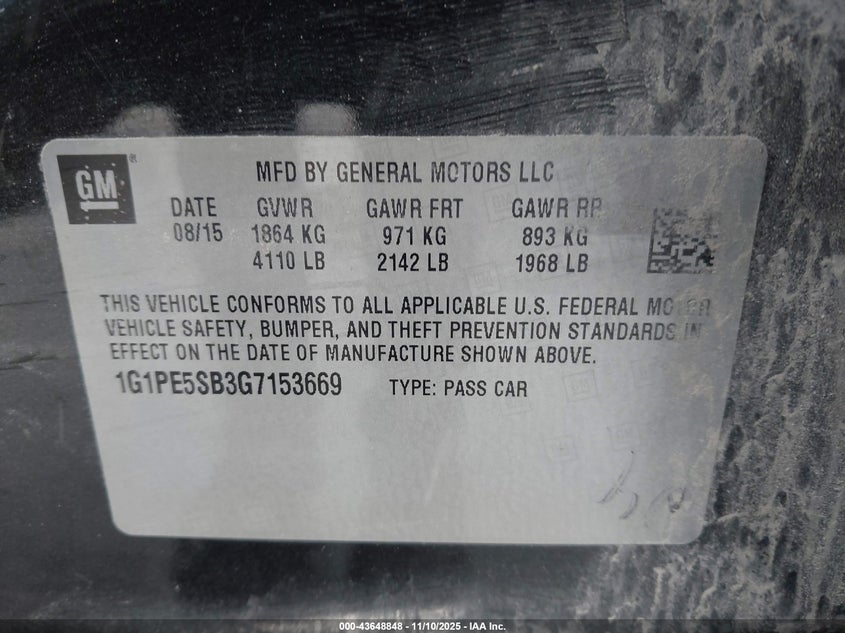 GM
MFD BY GENERAL MOTORS LLC
DATE GVWR GAWR FRT GAWR RR
08/15 1864 KG 971 KG 893 KG
4110 LB 2142 LB 1968 LB
THIS VEHICLE CONFORMS TO ALL APPLICABLE U.S. FEDERAL MOTOR
VEHICLE SAFETY, BUMPER, AND THEFT PREVENTION STANDARDS IN
EFFECT ON THE DATE OF MANUFACTURE SHOWN ABOVE.
1G1PE5SB3G7153669 TYPE: PASS CAR
000-43648848 - 11/10/2025 - IAA Inc.